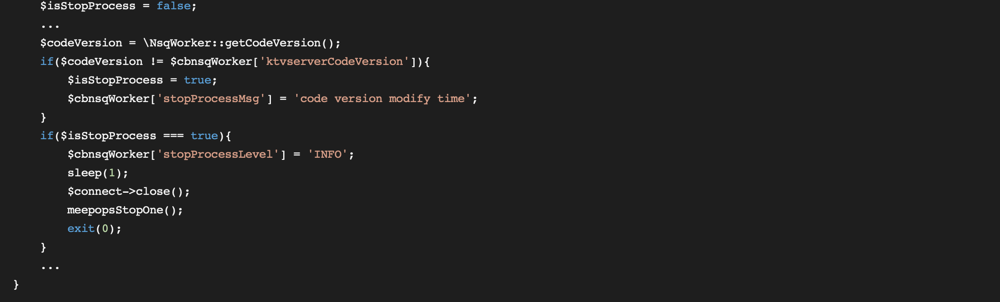 $isStopProcess = false;
...
$codeVersion = \NsqWorker::getCodeVersion();
if($codeVersion != $cbnsqWorker['ktvserverCodeVersion']){
$isStopProcess = true;
$cbnsqWorker['stopProcessMsg'] = 'code version modify time';
}
if($isStopProcess === true){
$cbnsqWorker['stopProcessLevel'] = 'INFO';
sleep(1);
$connect->close();
meepopsStopOne();
exit(0);
}
...
}